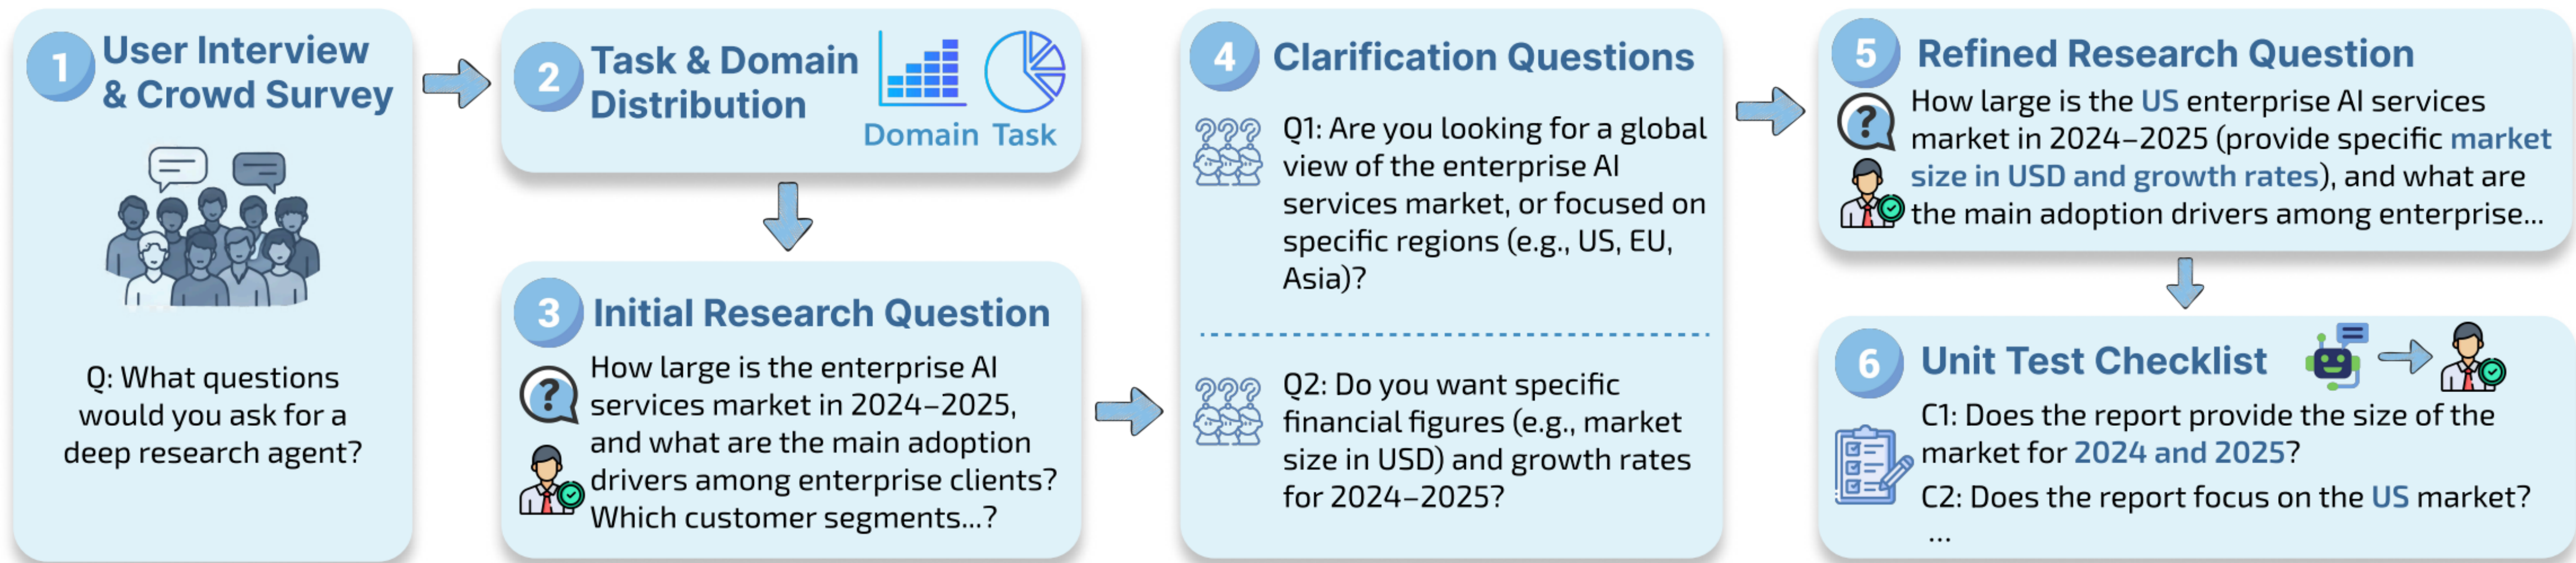 1
User Interview
& Crowd Survey
Q: What questions
would you ask for a
deep research agent?
2
Task & Domain
Distribution
Domain Task
3
Initial Research Question
?
How large is the enterprise AI
services market in 2024–2025,
and what are the main adoption
drivers among enterprise clients?
Which customer segments...?
4
Clarification Questions
???
Q1: Are you looking for a global
view of the enterprise AI
services market, or focused on
specific regions (e.g., US, EU,
Asia)?
???
Q2: Do you want specific
financial figures (e.g., market
size in USD) and growth rates
for 2024–2025?
5
Refined Research Question
?
How large is the US enterprise AI services
market in 2024–2025 (provide specific market
size in USD and growth rates), and what are
the main adoption drivers among enterprise...
6
Unit Test Checklist
C1: Does the report provide the size of the
market for 2024 and 2025?
C2: Does the report focus on the US market?
...